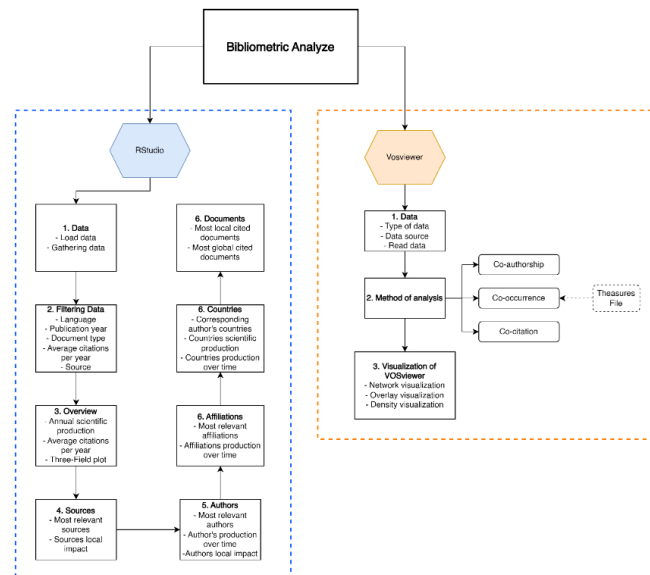 Bibliometric Analyze
RStudio
1. Data
- Load data
- Gathering data
2. Filtering Data
- Language
- Publication year
- Document type
- Average citations
per year
- Source
3. Overview
- Annual scientific
production
- Average citations
per year
- Three-Field plot
4. Sources
- Most relevant
sources
- Sources local
impact
5. Authors
- Most relevant
authors
- Author's production
over time
-Authors local impact
6. Affiliations
- Most relevant
affiliations
- Affiliations production
over time
6. Countries
- Corresponding
author's countries
- Countries scientific
production
- Countries production
over time
6. Documents
- Most local cited
documents
- Most global cited
documents
Vosviewer
1. Data
- Type of data
- Data source
- Read data
2. Method of analysis
Co-authorship
Co-occurrence
Theasures
File
Co-citation
3. Visualization of
VOSviewer
- Network visualization
- Overlay visualization
- Density visualization